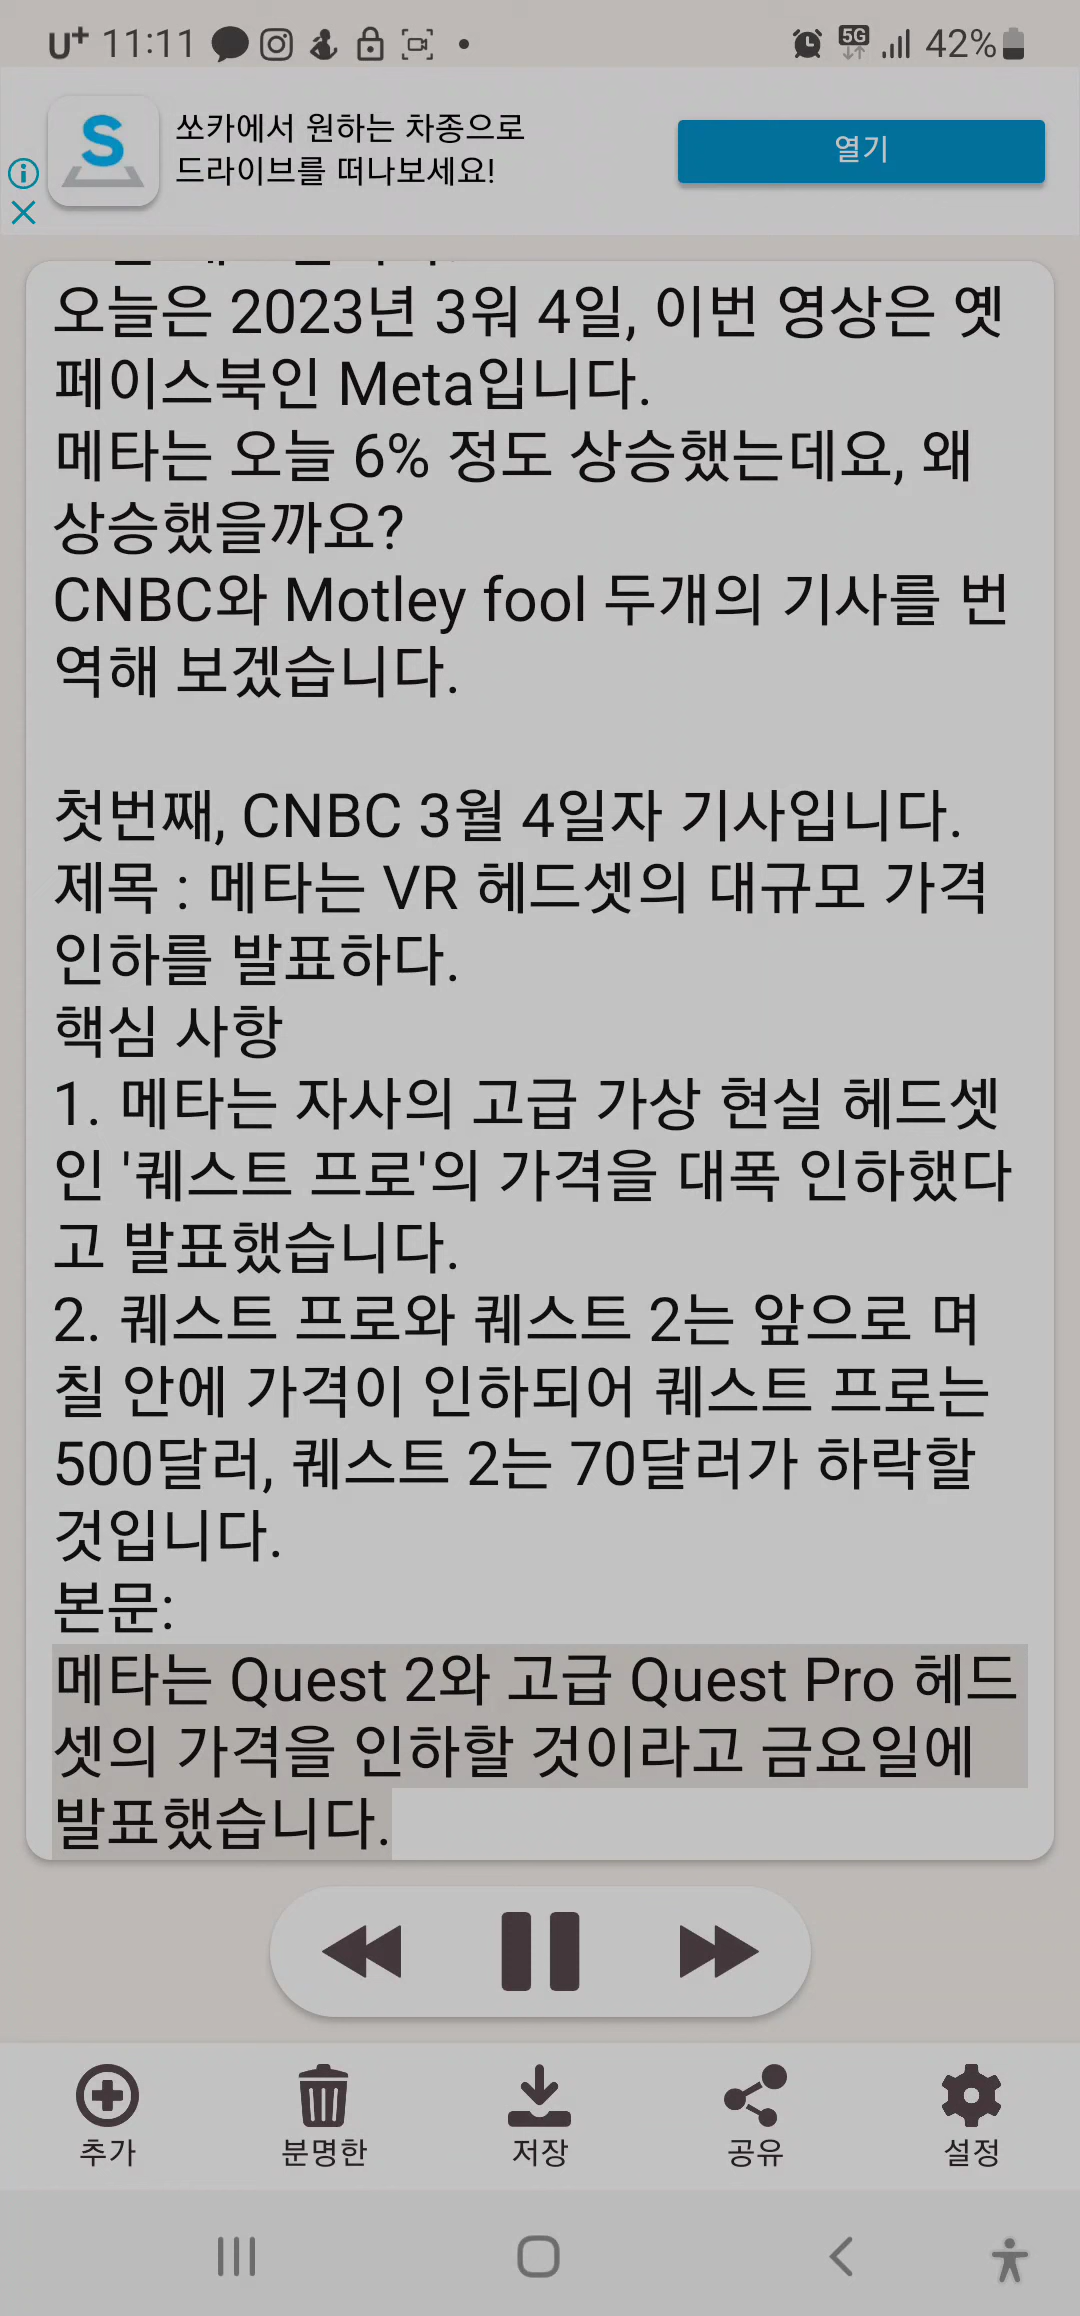 U+ 11:11 5G 42%
쏘카에서 원하는 차종으로
드라이브를 떠나보세요!
열기
S
오늘은 2023년 3워 4일, 이번 영상은 옛
페이스북인 Meta입니다.
메타는 오늘 6% 정도 상승했는데요, 왜
상승했을까요?
CNBC와 Motley fool 두개의 기사를 번
역해 보겠습니다.
첫번째, CNBC 3월 4일자 기사입니다.
제목 : 메타는 VR 헤드셋의 대규모 가격
인하를 발표하다.
핵심 사항
1. 메타는 자사의 고급 가상 현실 헤드셋
인 '퀘스트 프로'의 가격을 대폭 인하했다
고 발표했습니다.
2. 퀘스트 프로와 퀘스트 2는 앞으로 며
칠 안에 가격이 인하되어 퀘스트 프로는
500달러, 퀘스트 2는 70달러가 하락할
것입니다.
본문:
메타는 Quest 2와 고급 Quest Pro 헤드
셋의 가격을 인하할 것이라고 금요일에
발표했습니다.
추가 분명한 저장 공유 설정